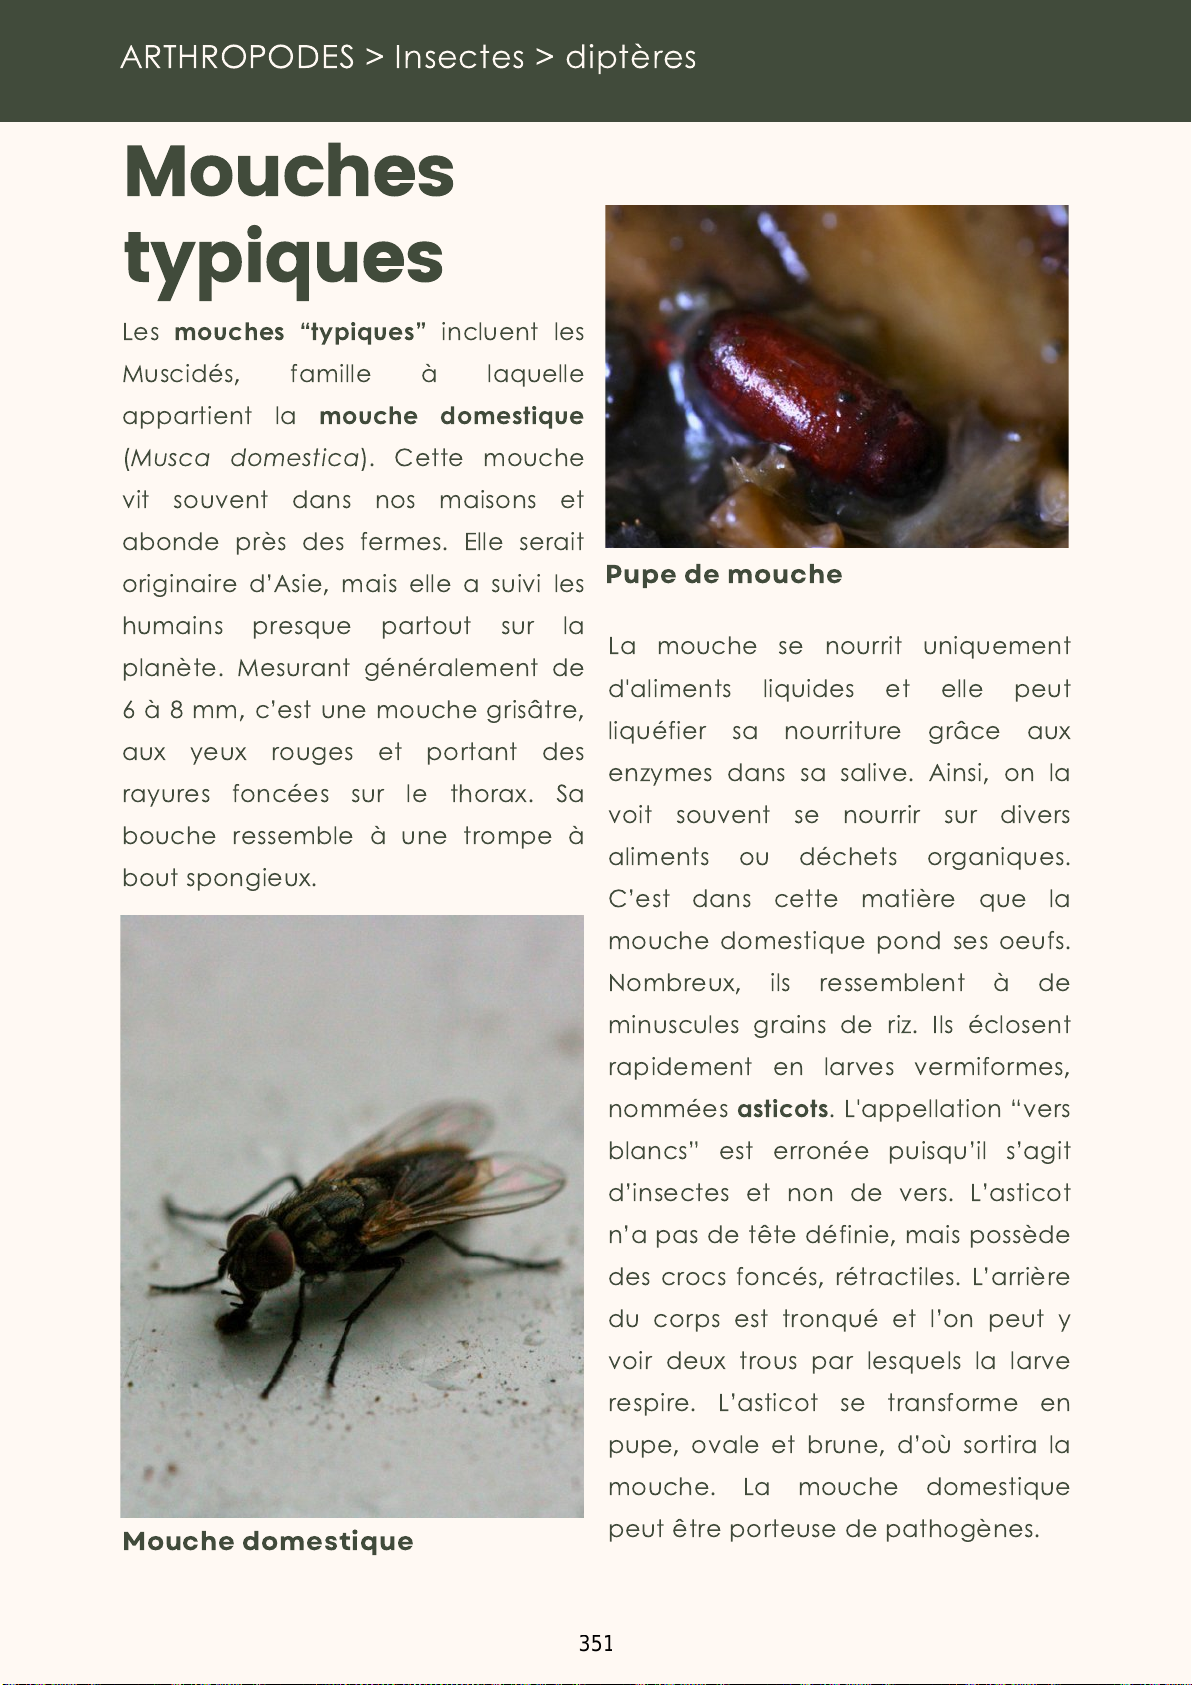 ARTHROPODES > Insectes > diptères
Mouches
typiques
Les mouches “typiques” incluent les
Muscidés, famille à laquelle
appartient la mouche domestique
(Musca domestica). Cette mouche
vit souvent dans nos maisons et
abonde près des fermes. Elle serait
originaire d’Asie, mais elle a suivi les
humains presque partout sur la
planète. Mesurant généralement de
6 à 8 mm, c’est une mouche grisâtre,
aux yeux rouges et portant des
rayures foncées sur le thorax. Sa
bouche ressemble à une trompe à
bout spongieux.
Mouche domestique
Pupe de mouche
La mouche se nourrit uniquement
d'aliments liquides et elle peut
liquéfier sa nourriture grâce aux
enzymes dans sa salive. Ainsi, on la
voit souvent se nourrir sur divers
aliments ou déchets organiques.
C’est dans cette matière que la
mouche domestique pond ses oeufs.
Nombreux, ils ressemblent à de
minuscules grains de riz. Ils éclosent
rapidement en larves vermiformes,
nommées asticots. L'appellation “vers
blancs” est erronée puisqu’il s’agit
d’insectes et non de vers. L’asticot
n’a pas de tête définie, mais possède
des crocs foncés, rétractiles. L’arrière
du corps est tronqué et l’on peut y
voir deux trous par lesquels la larve
respire. L’asticot se transforme en
pupe, ovale et brune, d’où sortira la
mouche. La mouche domestique
peut être porteuse de pathogènes.
351